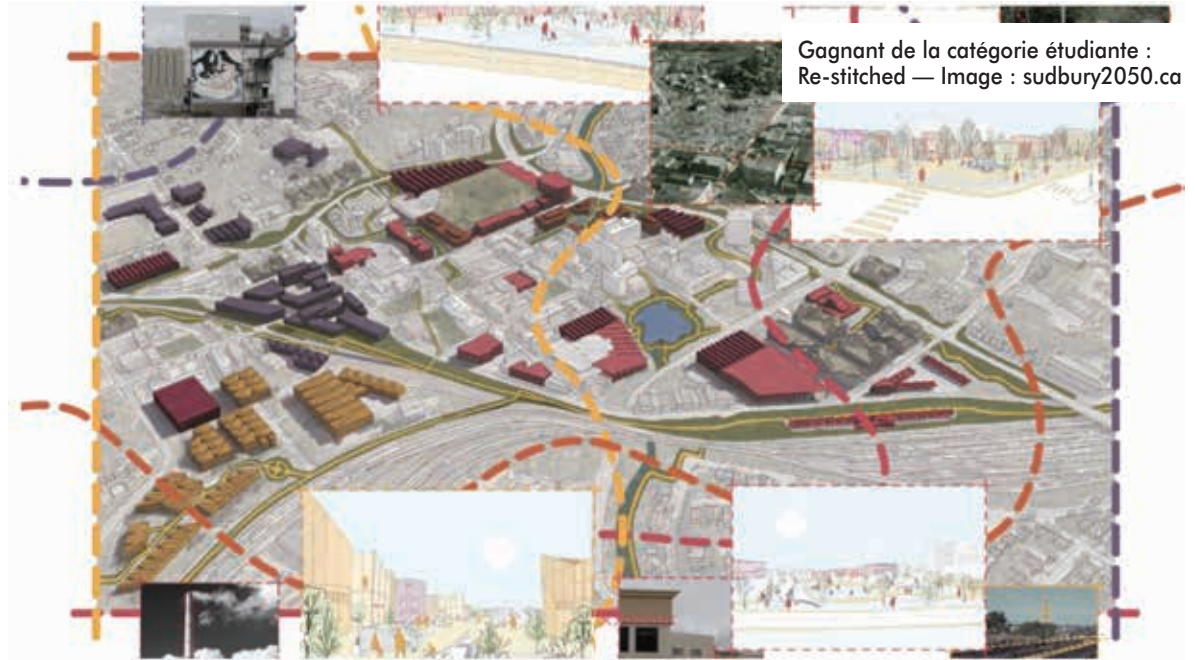 Gagnant de la catégorie étudiante :
Re-stitched — Image : sudbury2050.ca